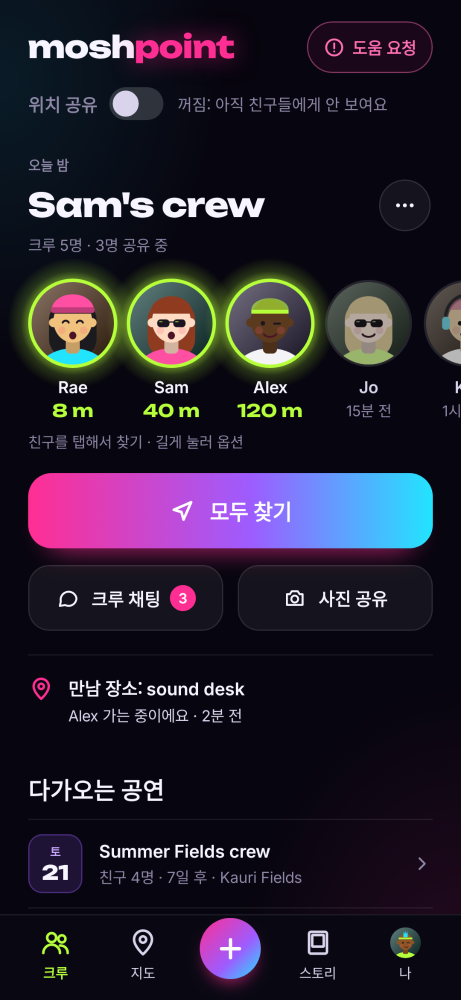 moshpoint
도움 요청
위치 공유
꺼짐: 아직 친구들에게 안 보여요
오늘 밤
Sam's crew
크루 5명 · 3명 공유 중
Rae
Sam
Alex
Jo
8 m
40 m
120 m
15분 전
친구를 탭해서 찾기 · 길게 눌러 옵션
모두 찾기
크루 채팅
3
사진 공유
만남 장소: sound desk
Alex 가는 중이에요 · 2분 전
다가오는 공연
토
21
Summer Fields crew
친구 4명 · 7일 후 · Kauri Fields
크루
지도
스토리
나